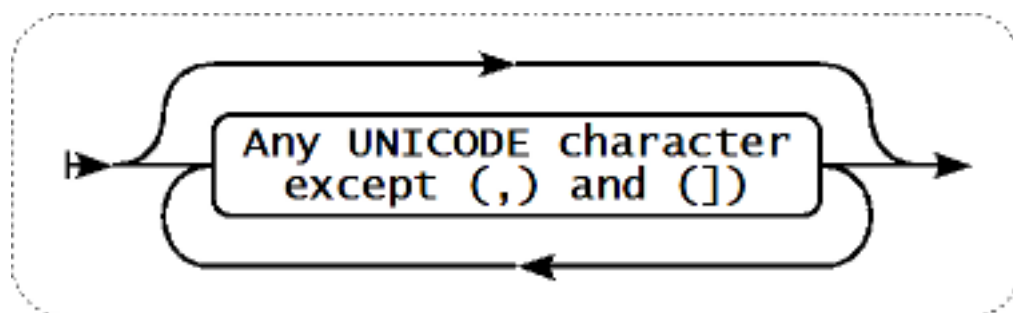 Any UNICODE character
except (,) and (])